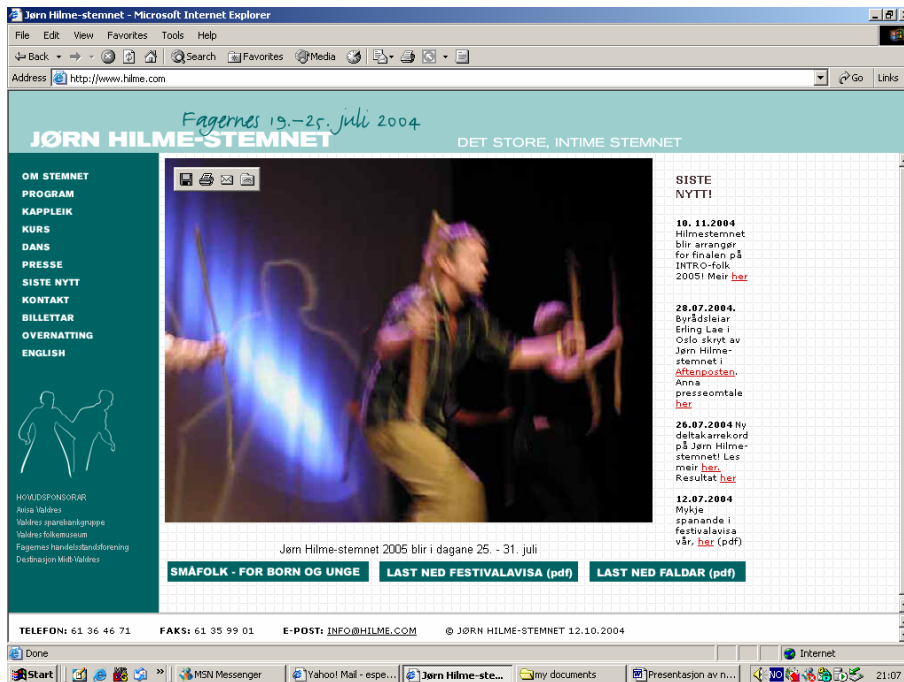 Jørn Hilme-stemnet - Microsoft Internet Explorer
File Edit View Favorites Tools Help
Back Search Favorites Media
Address http://www.hilme.com Go Links
Fagernes 19.-25. juli 2004
JØRN HILME-STEMNET
DET STORE, INTIME STEMNET
OM STEMNET
PROGRAM
KAPPLEIK
KURS
DANS
PRESSE
SISTE NYTT
KONTAKT
BILLETTAR
OVERNATTING
ENGLISH
HOVUDSPONSORAR
Avisa Valdres
Valdres sparebankgruppe
Valdres folkemuseum
Fagernes handelsstandsforening
Destinasjon Midt-Valdres
SISTE
NYTT!
10. 11.2004
Hilmestemnet
blir arrangør
for finalen på
INTRO-folk
2005! Meir her
28.07.2004.
Byrådsleiar
Erling Lae i
Oslo skryt av
Jørn Hilme-
stemnet i
Aftenposten.
Anna
presseomtale
her
26.07.2004 Ny
deltakarrekord
på Jørn Hilme-
stemnet! Les
meir her.
Resultat her
12.07.2004
Mykje
spanande i
festivalavisa
vår, her (pdf)
Jørn Hilme-stemnet 2005 blir i dagane 25. - 31. juli
SMÅFOLK - FOR BORN OG UNGE
LAST NED FESTIVALAVISA (pdf)
LAST NED FALDAR (pdf)
TELEFON: 61 36 46 71 FAKS: 61 35 99 01 E-POST: INFO@HILME.COM © JØRN HILME-STEMNET 12.10.2004
Done Internet
Start » MSN Messenger Yahoo! Mail - espe... Jørn Hilme-ste... my documents Presentasjon av n... NO 21:07